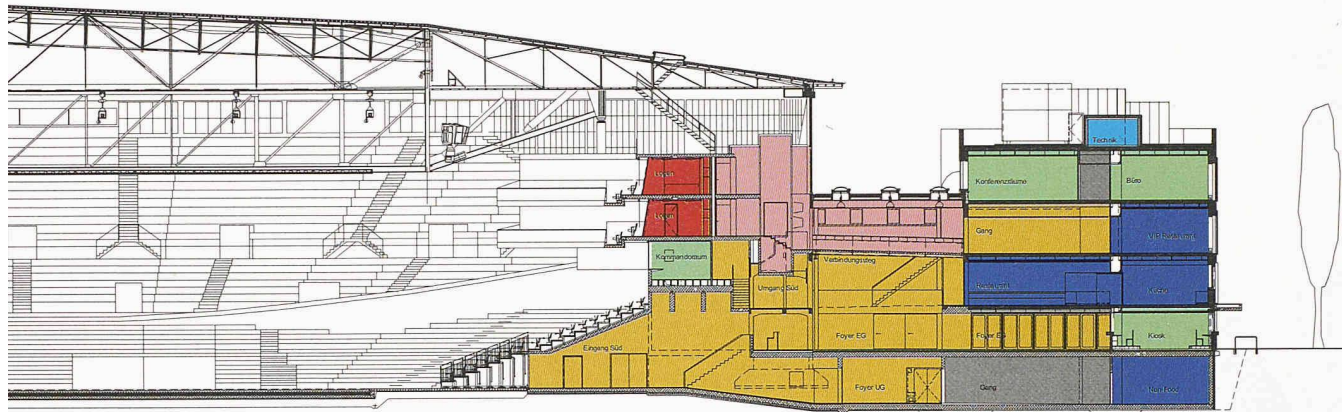 Technik
Logen
Konferenzräume
Büro
Logen
Gang
VIP Restaurant
Kommandoraum
Verbindungssteg
Umgang Süd
Restaurant
Küche
Eingang Süd
Foyer EG
Foyer EG
Kiosk
Foyer UG
Gang
Non Food